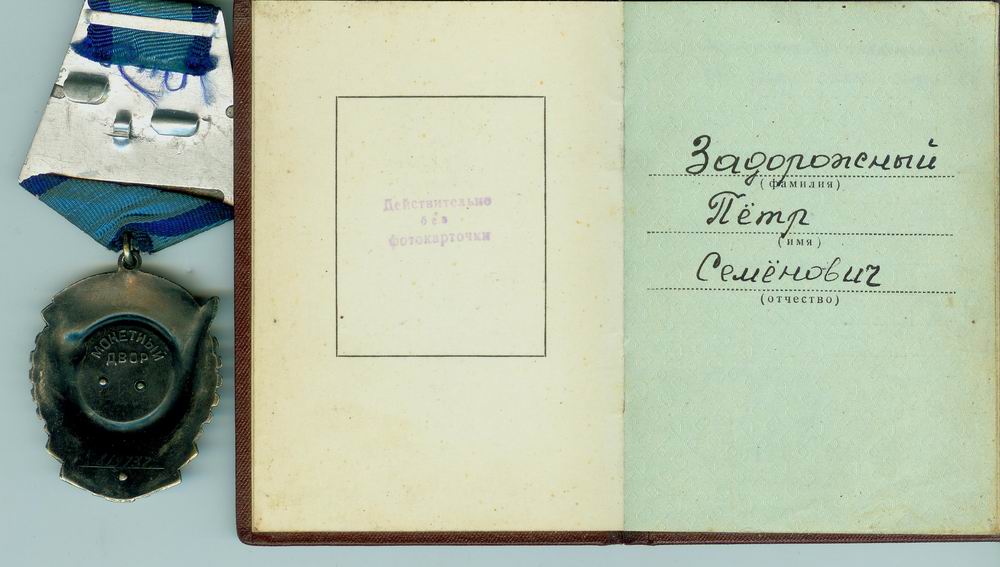 МОНЕТНЫЙ
ДВОР
Действительно
без
фотокарточки
Задорожный
(фамилия)
Пётр
(имя)
Семёнович
(отчество)